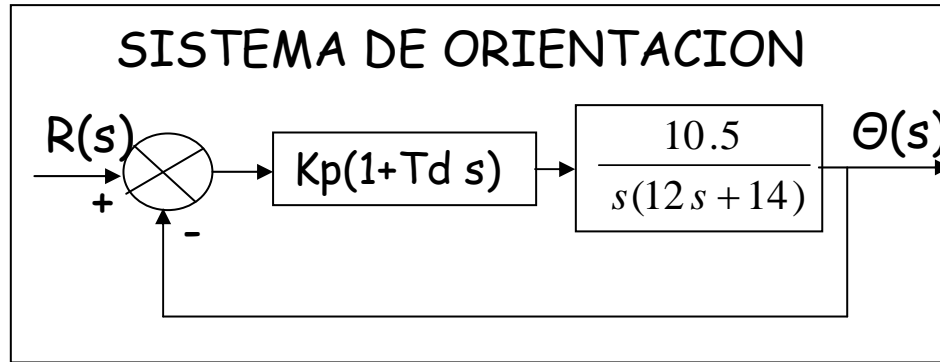 SISTEMA DE ORIENTACION
R(s)
+
-
Kp(1+Td s)
10.5
s(12s+14)
Θ(s)